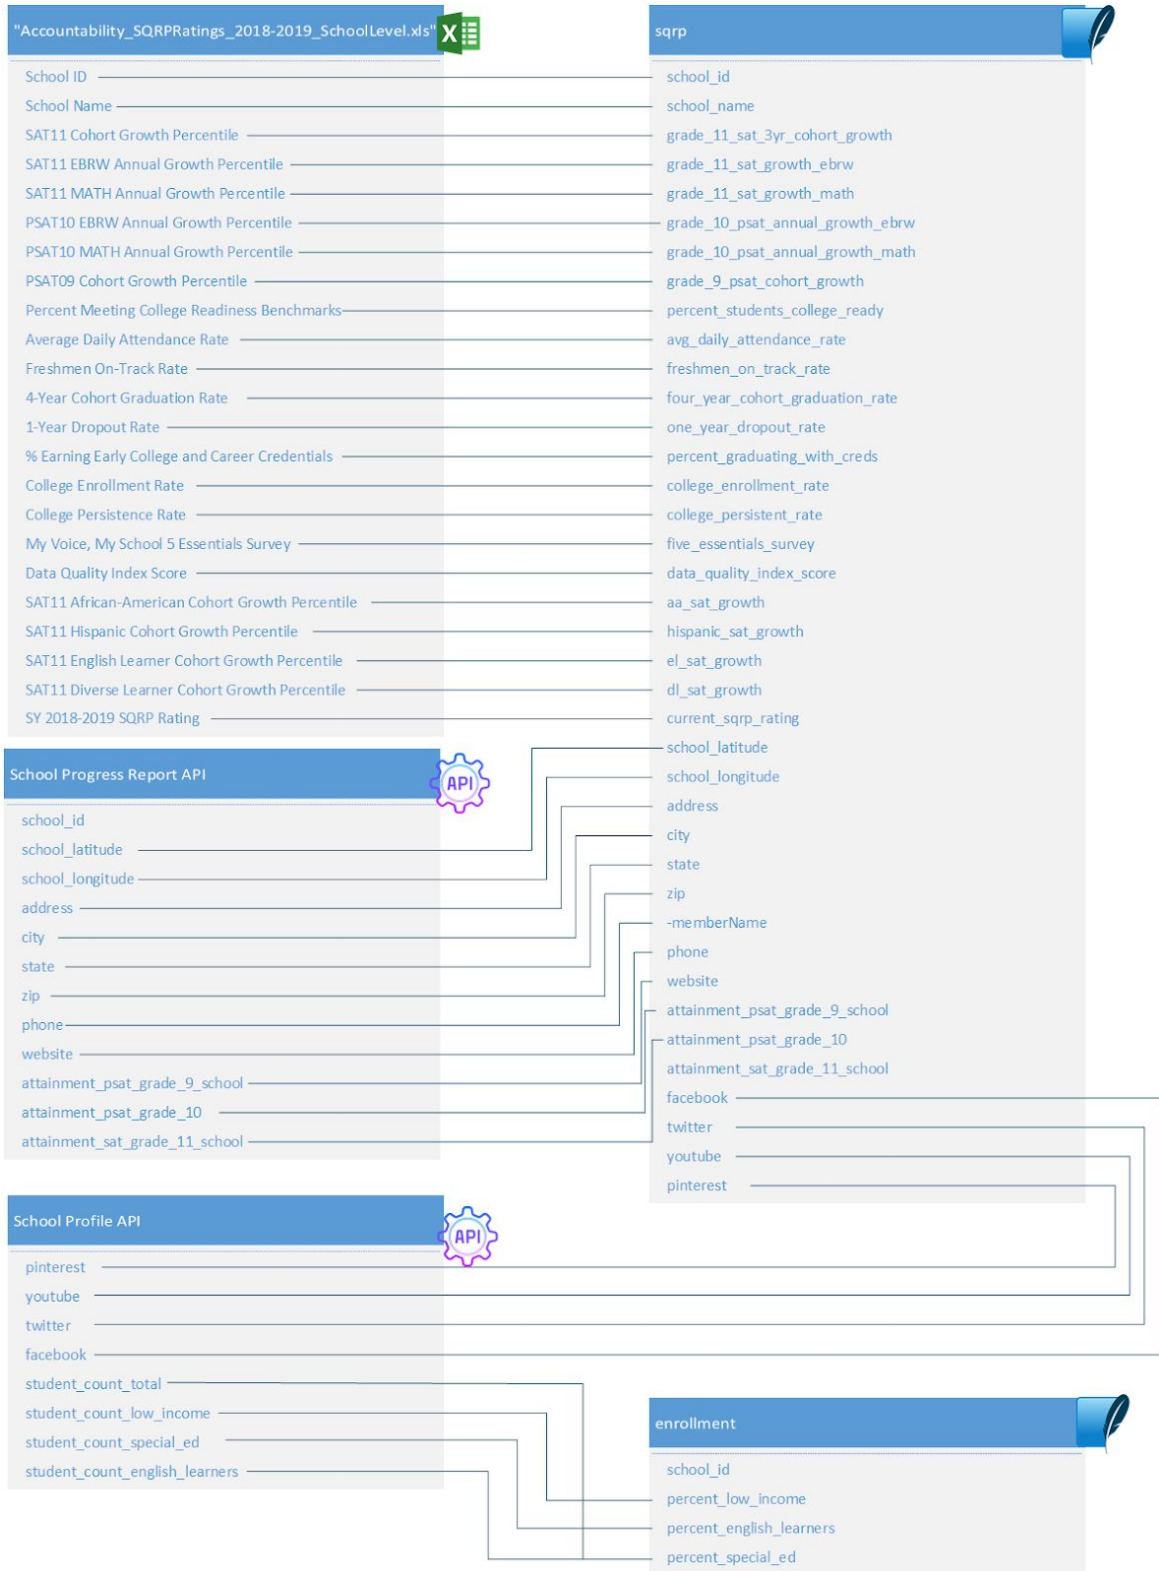 "Accountability_SQRPRatings_2018-2019_SchoolLevel.xls"
School ID
School Name
SAT11 Cohort Growth Percentile
SAT11 EBRW Annual Growth Percentile
SAT11 MATH Annual Growth Percentile
PSAT10 EBRW Annual Growth Percentile
PSAT10 MATH Annual Growth Percentile
PSAT09 Cohort Growth Percentile
Percent Meeting College Readiness Benchmarks
Average Daily Attendance Rate
Freshmen On-Track Rate
4-Year Cohort Graduation Rate
1-Year Dropout Rate
% Earning Early College and Career Credentials
College Enrollment Rate
College Persistence Rate
My Voice, My School 5 Essentials Survey
Data Quality Index Score
SAT11 African-American Cohort Growth Percentile
SAT11 Hispanic Cohort Growth Percentile
SAT11 English Learner Cohort Growth Percentile
SAT11 Diverse Learner Cohort Growth Percentile
SY 2018-2019 SQRP Rating
School Progress Report API
API
school_id
school_latitude
school_longitude
address
city
state
zip
phone
website
attainment_psat_grade_9_school
attainment_psat_grade_10
attainment_sat_grade_11_school
School Profile API
API
pinterest
youtube
twitter
facebook
student_count_total
student_count_low_income
student_count_special_ed
student_count_english_learners
sqrp
school_id
school_name
grade_11_sat_3yr_cohort_growth
grade_11_sat_growth_ebrw
grade_11_sat_growth_math
grade_10_psat_annual_growth_ebrw
grade_10_psat_annual_growth_math
grade_9_psat_cohort_growth
percent_students_college_ready
avg_daily_attendance_rate
freshmen_on_track_rate
four_year_cohort_graduation_rate
one_year_dropout_rate
percent_graduating_with_creds
college_enrollment_rate
college_persistent_rate
five_essentials_survey
data_quality_index_score
aa_sat_growth
hispanic_sat_growth
el_sat_growth
dl_sat_growth
current_sqrp_rating
school_latitude
school_longitude
address
city
state
zip
-memberName
phone
website
attainment_psat_grade_9_school
attainment_psat_grade_10
attainment_sat_grade_11_school
facebook
twitter
youtube
pinterest
enrollment
school_id
percent_low_income
percent_english_learners
percent_special_ed